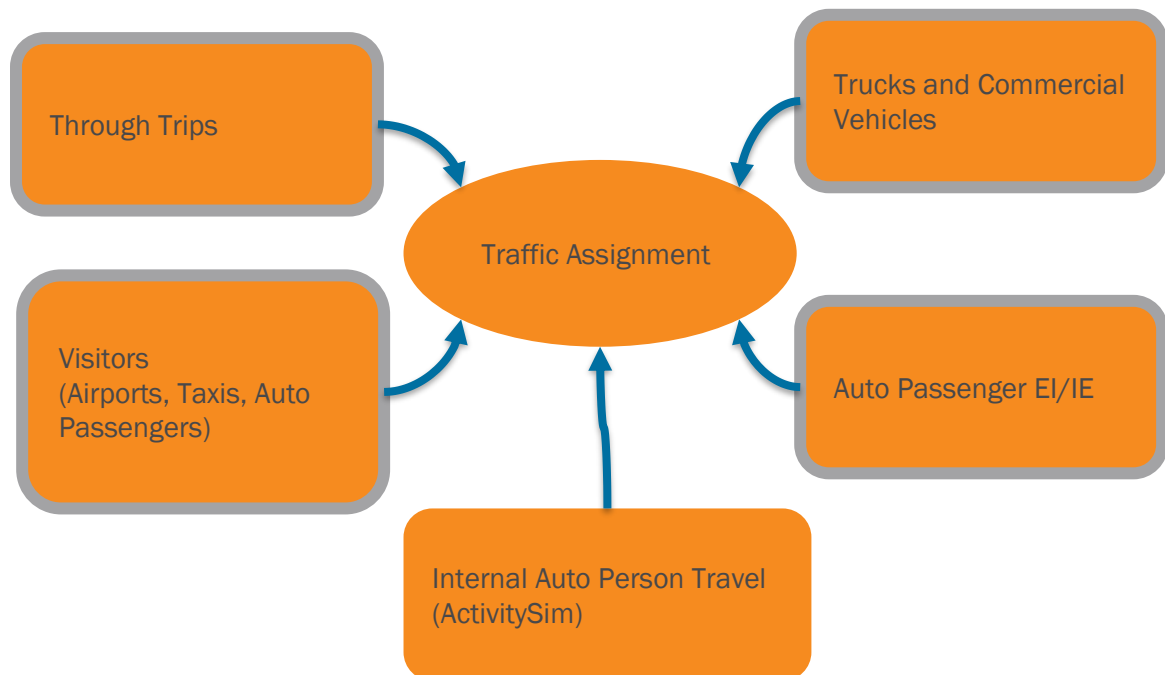 Through Trips
Trucks and Commercial
Vehicles
Traffic Assignment
Visitors
(Airports, Taxis, Auto
Passengers)
Auto Passenger EI/IE
Internal Auto Person Travel
(ActivitySim)